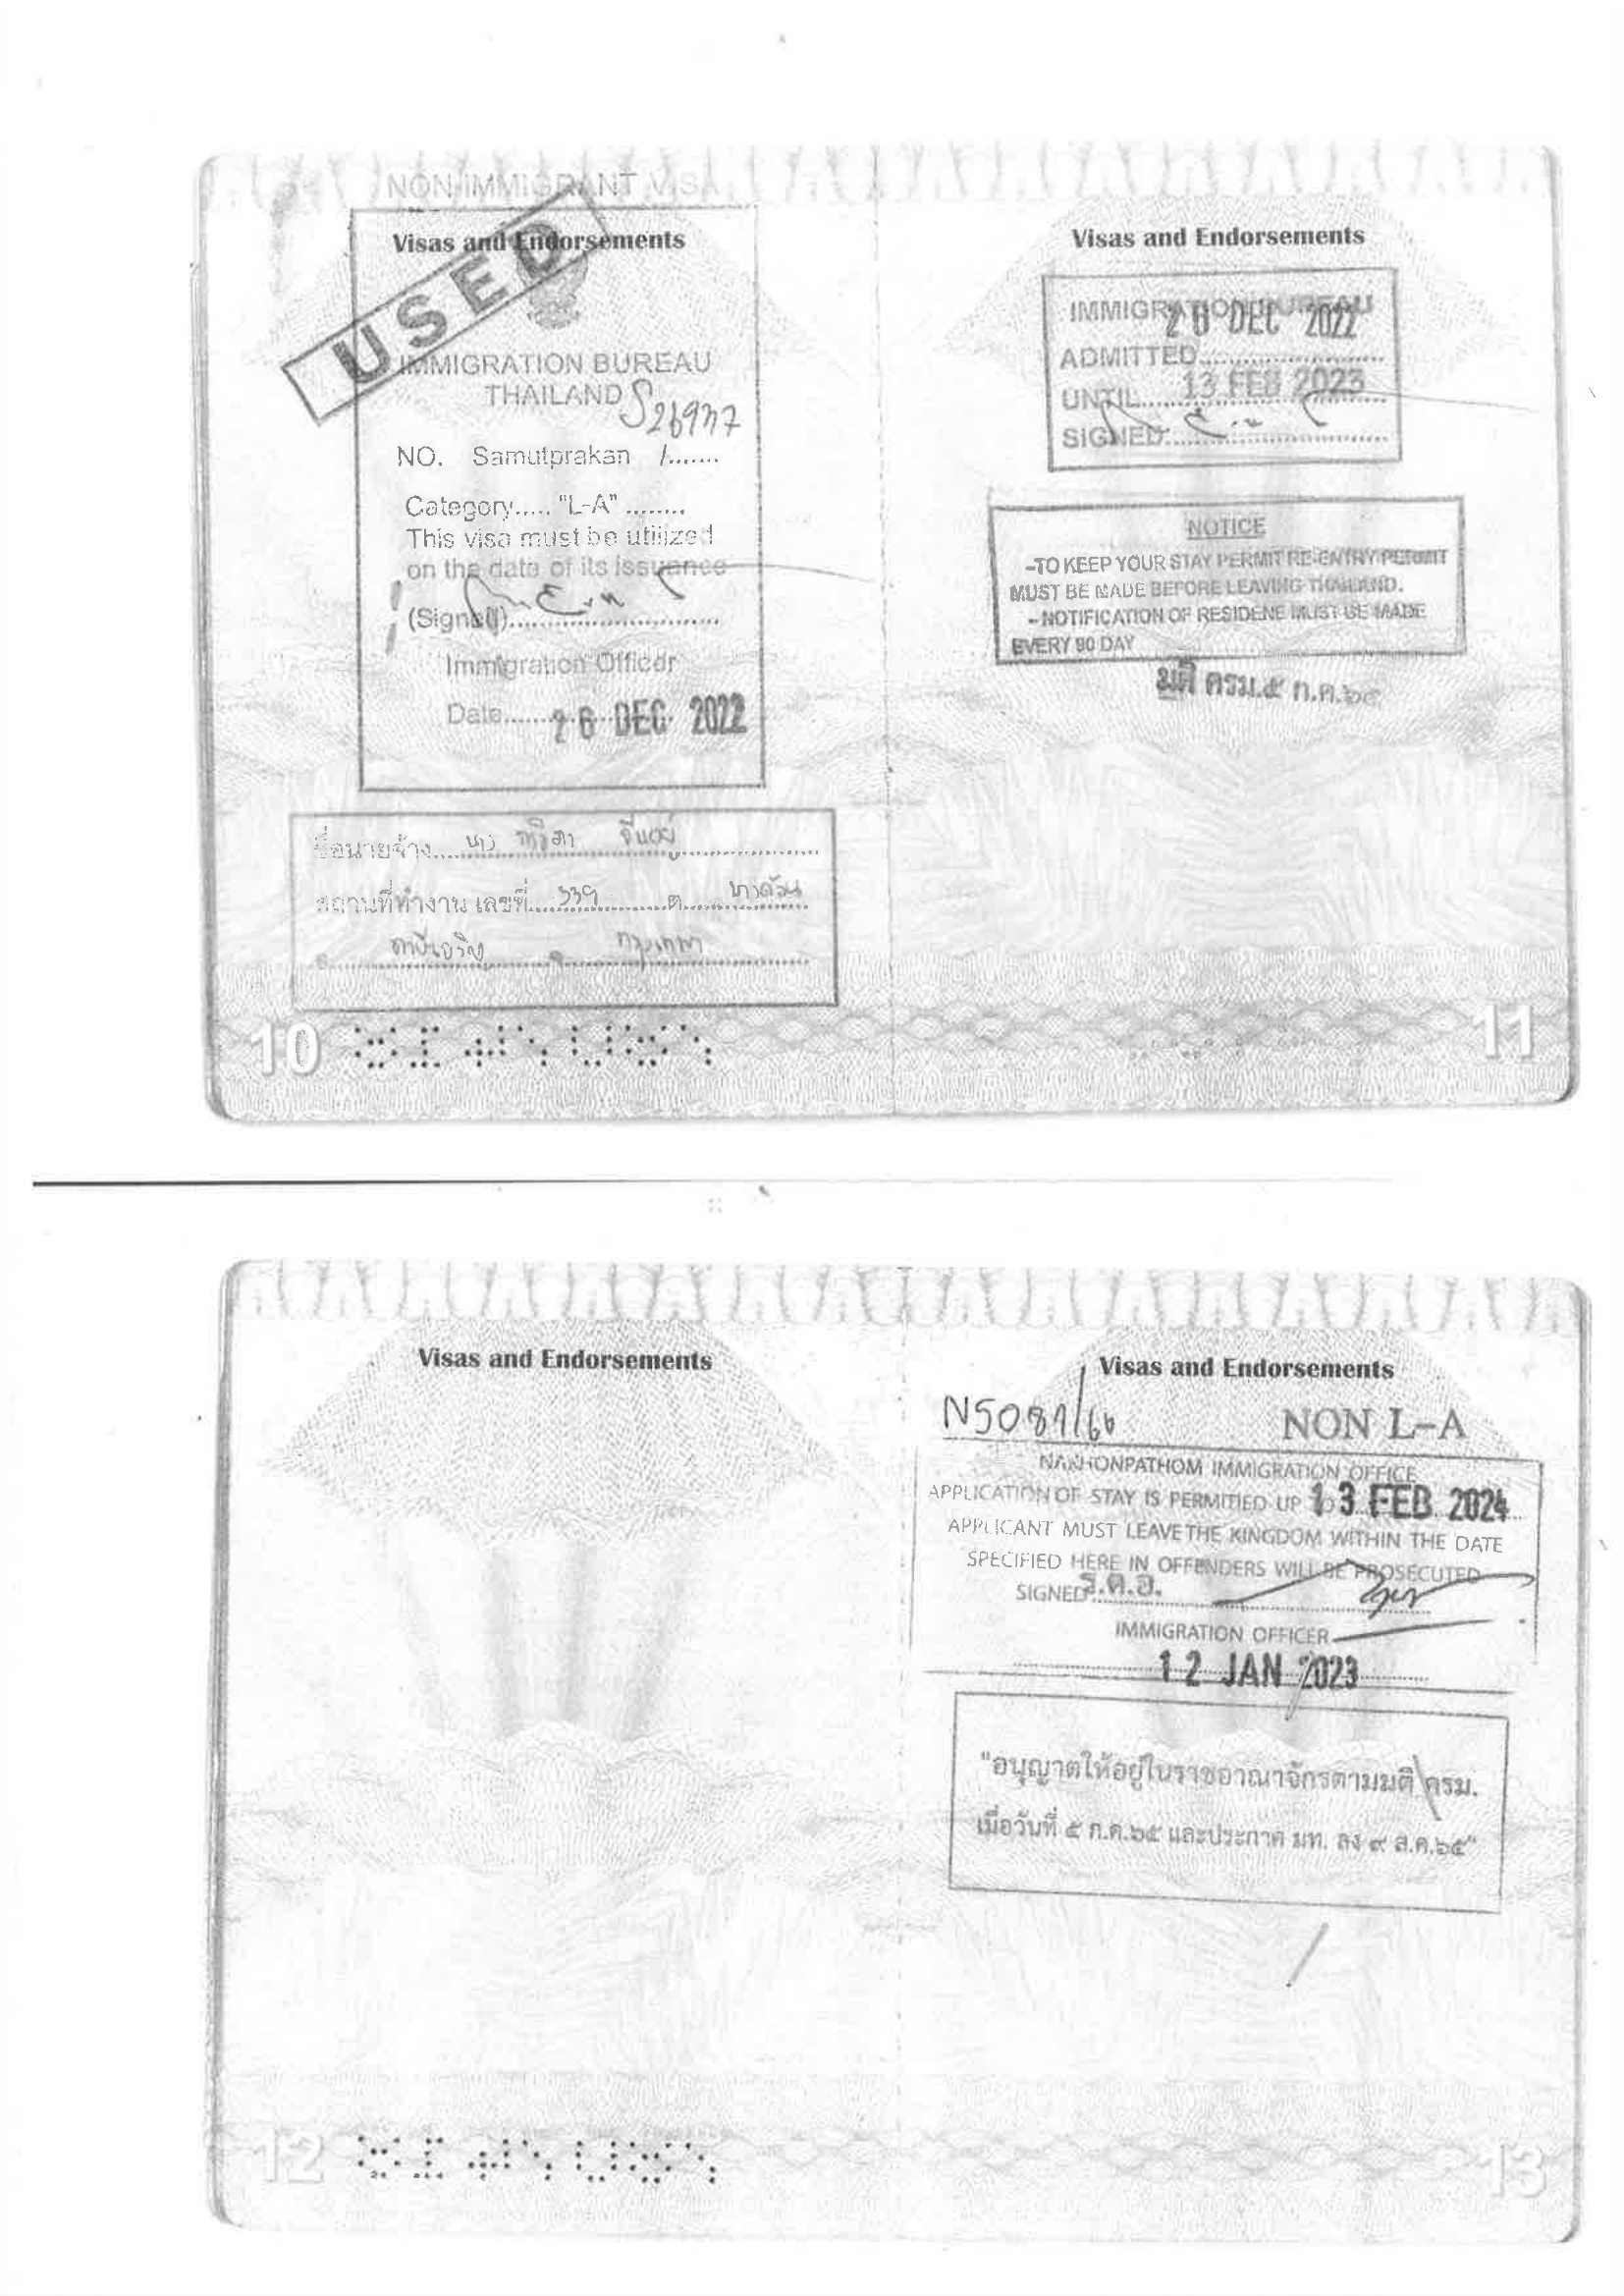 NON-IMMIGRANT VISA
Visas and Endorsements
USED
IMMIGRATION BUREAU
THAILAND
NO. Samutprakan /.......
Category..... "L-A" ........
This visa must be utilized
on the date of its issuance
(Signed)..............................
Immigration Officer
Date....... 26 DEC 2022
ชื่อนายจ้าง.... นาง
สถานที่ทำงาน เลขที่.... 339 ต. บางด้วน
อ. ภาษีเจริญ จ. กรุงเทพฯ
10
Visas and Endorsements
IMMIGRATION BUREAU
26 DEC 2022
ADMITTED..........................
UNTIL..... 13 FEB 2023
SIGNED..............................
NOTICE
-TO KEEP YOUR STAY PERMIT RE-ENTRY PERMIT
MUST BE MADE BEFORE LEAVING THAILAND.
- NOTIFICATION OF RESIDENE MUST BE MADE
EVERY 90 DAY
มติ ครม.๕ ก.ค.๖๕
11
Visas and Endorsements
12
Visas and Endorsements
NON L-A
NAKHONPATHOM IMMIGRATION OFFICE
APPLICATION OF STAY IS PERMITIED UP TO 13 FEB 2024
APPLICANT MUST LEAVE THE KINGDOM WITHIN THE DATE
SPECIFIED HERE IN OFFENDERS WILL BE PROSECUTED
SIGNED
IMMIGRATION OFFICER
12 JAN 2023
"อนุญาตให้อยู่ในราชอาณาจักรตามมติ ครม.
เมื่อวันที่ ๕ ก.ค.๖๕ และประกาศ มท. ลง ๙ ส.ค.๖๕"
13